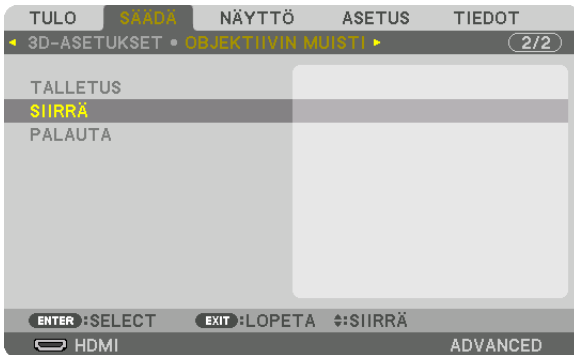 TULO SÄÄDÄ NÄYTTÖ ASETUS TIEDOT
3D-ASETUKSET • OBJEKTIIVIN MUISTI 2/2
TALLETUS
SIIRRÄ
PALAUTA
ENTER :SELECT EXIT :LOPETA :SIIRRÄ
HDMI ADVANCED